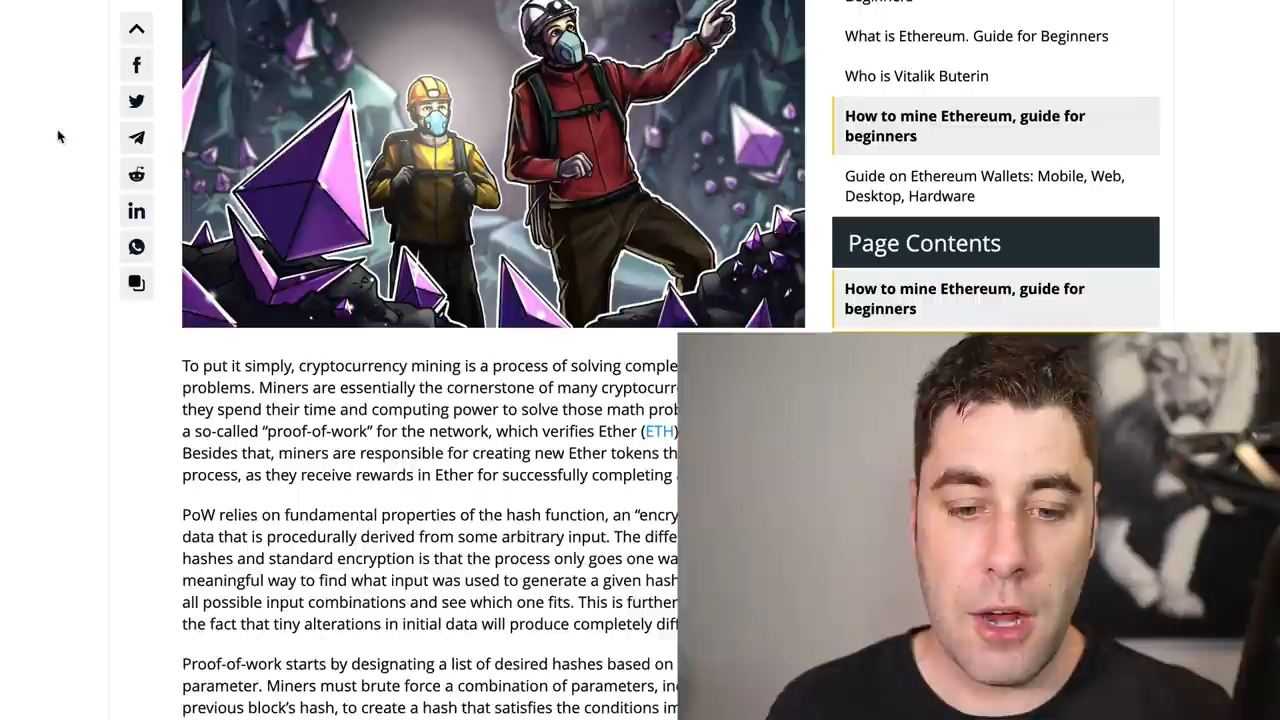 Beginners
What is Ethereum. Guide for Beginners
Who is Vitalik Buterin
How to mine Ethereum, guide for
beginners
Guide on Ethereum Wallets: Mobile, Web,
Desktop, Hardware
Page Contents
How to mine Ethereum, guide for
beginners
To put it simply, cryptocurrency mining is a process of solving
problems. Miners are essentially the cornerstone of many
they spend their time and computing power to solve those math
a so-called “proof-of-work” for the network, which verifies Ether (ETH)
Besides that, miners are responsible for creating new Ether tokens
process, as they receive rewards in Ether for successfully completing
PoW relies on fundamental properties of the hash function, an
data that is procedurally derived from some arbitrary input. The
hashes and standard encryption is that the process only goes one
meaningful way to find what input was used to generate a given hash
all possible input combinations and see which one fits. This is further
the fact that tiny alterations in initial data will produce completely
Proof-of-work starts by designating a list of desired hashes based on
parameter. Miners must brute force a combination of parameters,
previous block’s hash, to create a hash that satisfies the conditions